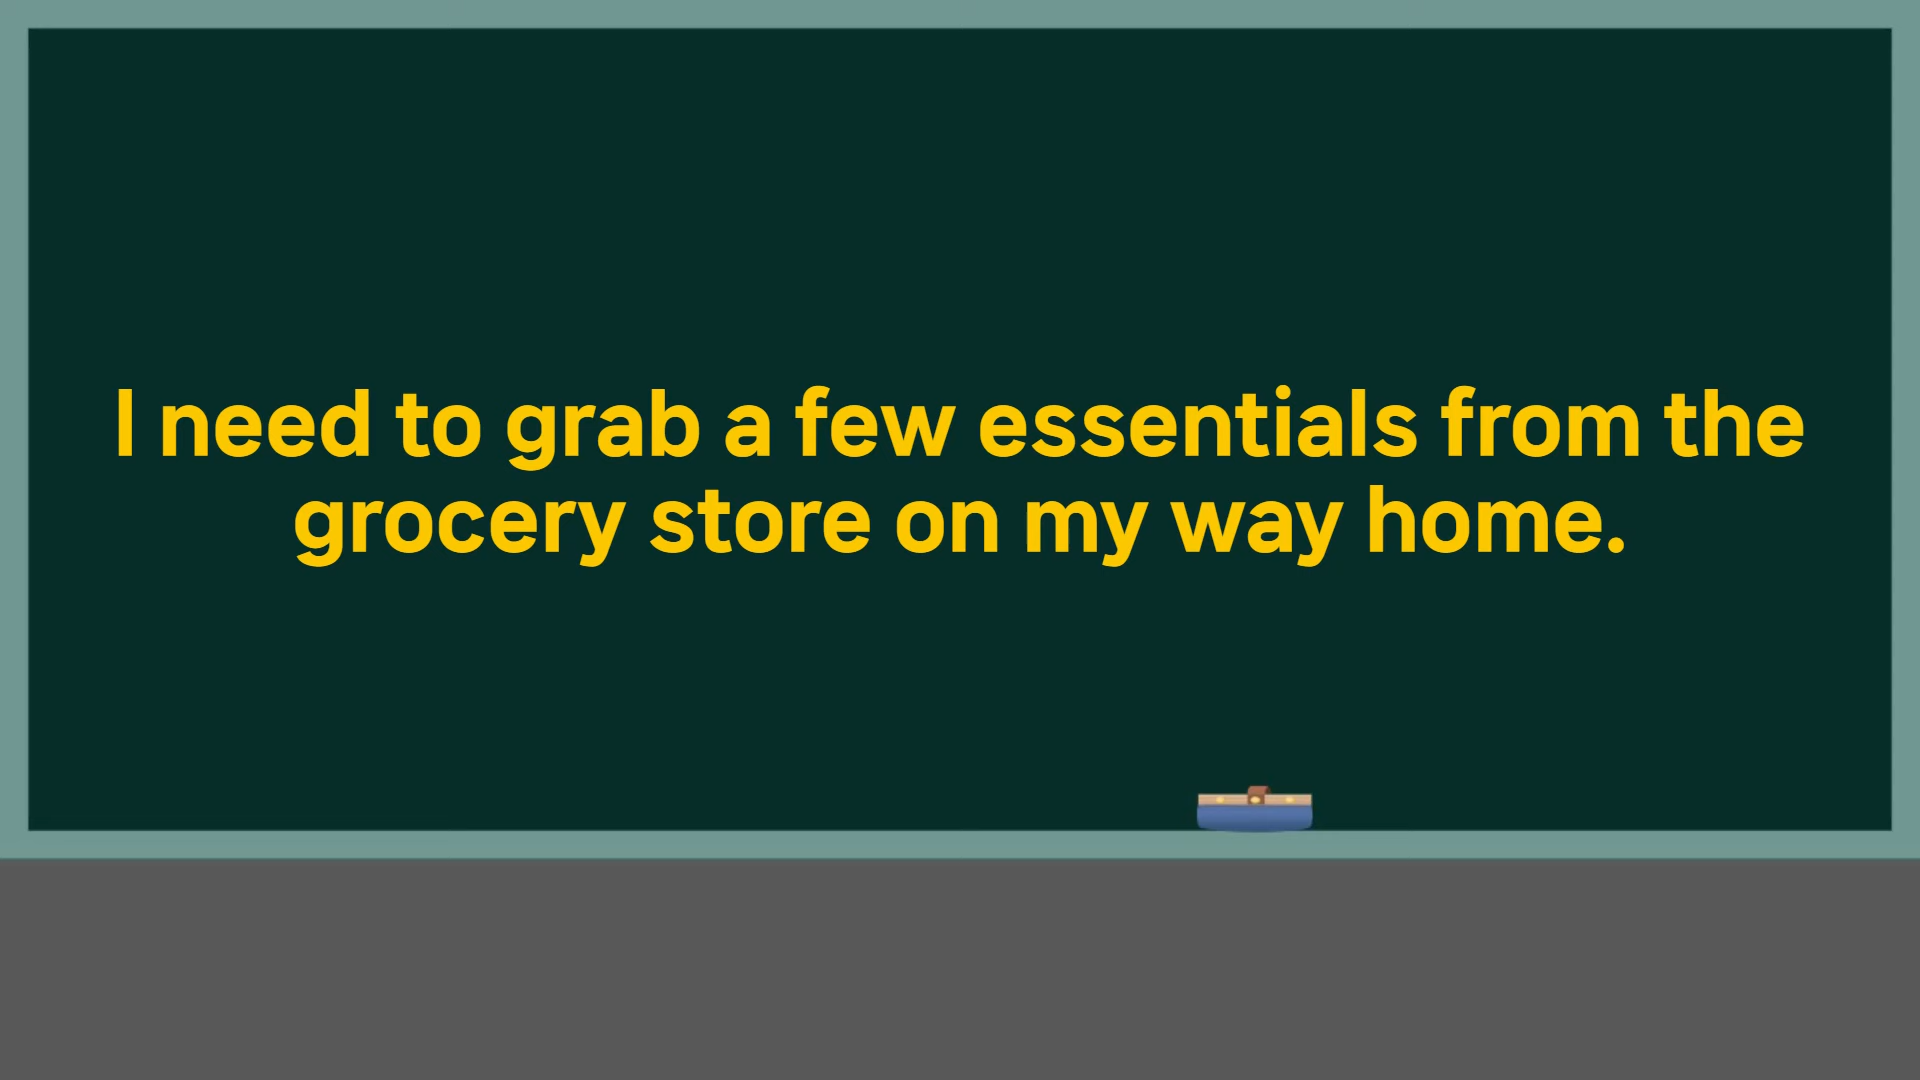 I need to grab a few essentials from the
grocery store on my way home.